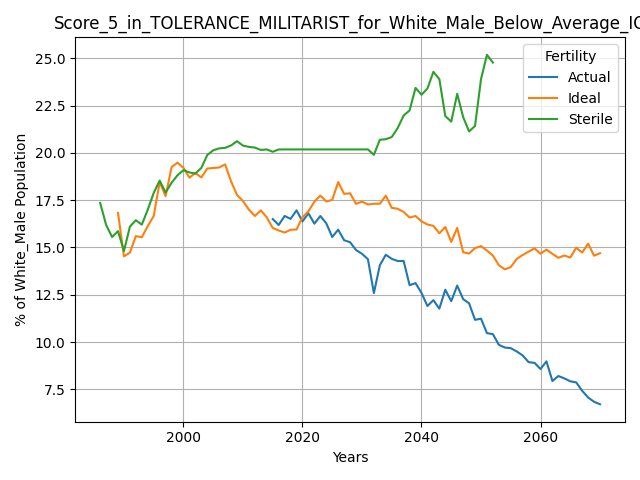 Score_5_in_TOLERANCE_MILITARIST_for_White_Male_Below_Average_IQ
Fertility
Actual
Ideal
Sterile
% of White_Male Population
25.0
22.5
20.0
17.5
15.0
12.5
10.0
7.5
2000
2020
2040
2060
Years